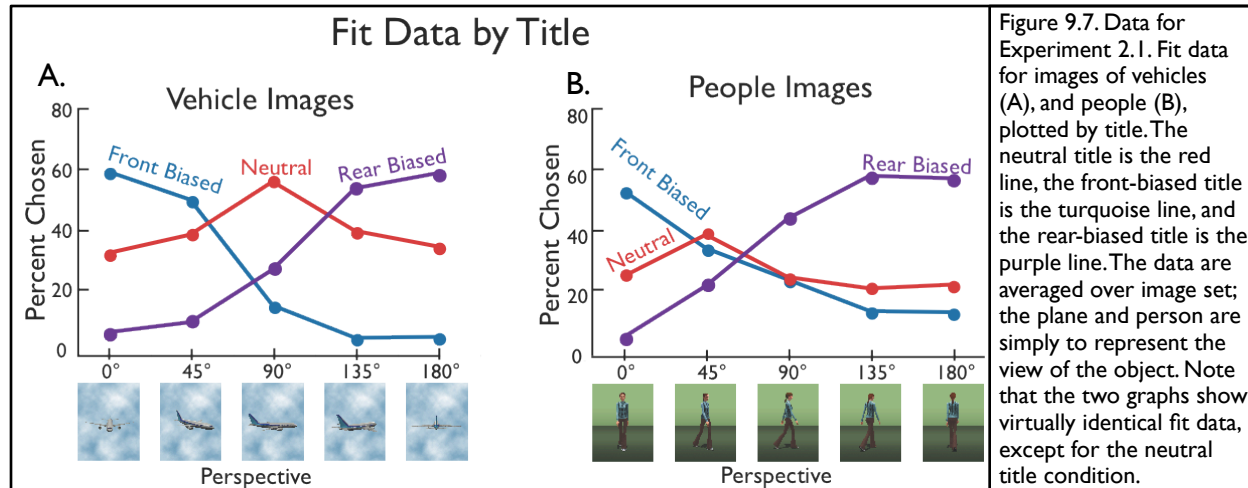 Fit Data by Title
A.
Vehicle Images
Percent Chosen
80
60
40
20
0
Front Biased
Neutral
Rear Biased
0° 45° 90° 135° 180°
Perspective
B.
People Images
Percent Chosen
80
60
40
20
0
Front Biased
Neutral
Rear Biased
0° 45° 90° 135° 180°
Perspective
Figure 9.7. Data for
Experiment 2.1. Fit data
for images of vehicles
(A), and people (B),
plotted by title. The
neutral title is the red
line, the front-biased title
is the turquoise line, and
the rear-biased title is the
purple line. The data are
averaged over image set;
the plane and person are
simply to represent the
view of the object. Note
that the two graphs show
virtually identical fit data,
except for the neutral
title condition.